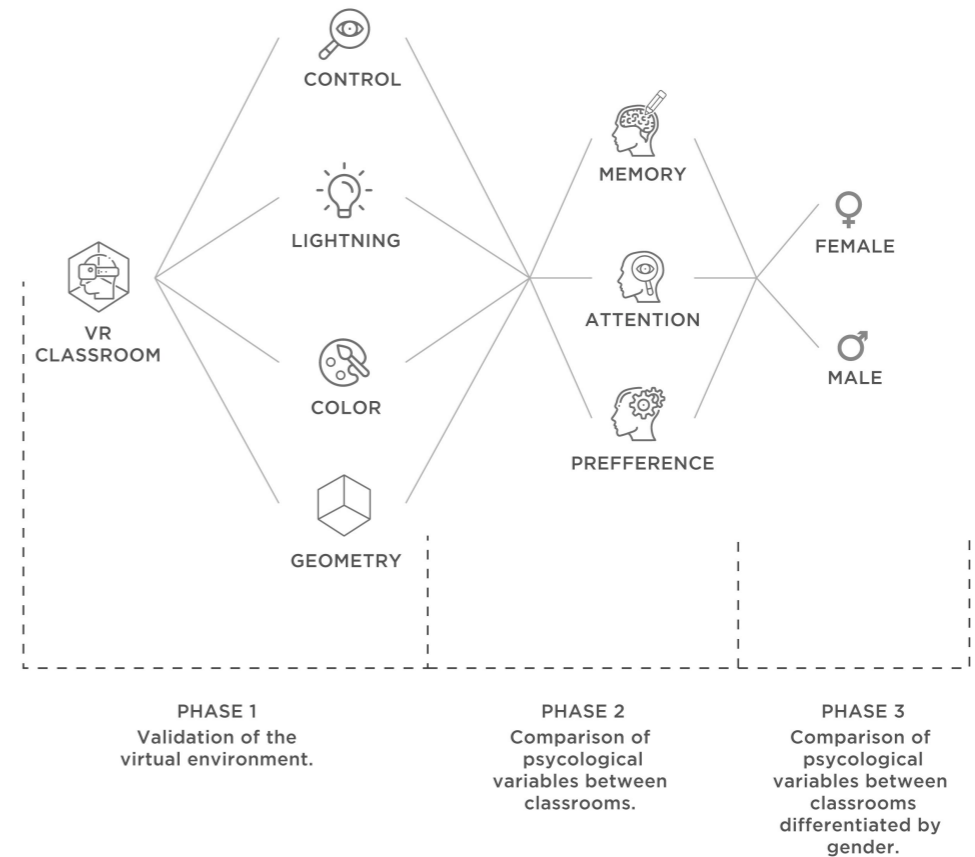 CONTROL
MEMORY
LIGHTNING
FEMALE
ATTENTION
VR
CLASSROOM
MALE
COLOR
PREFFERENCE
GEOMETRY
PHASE 1
Validation of the
virtual environment.
PHASE 2
Comparison of
psycological
variables between
classrooms.
PHASE 3
Comparison of
psycological
variables between
classrooms
differentiated by
gender.